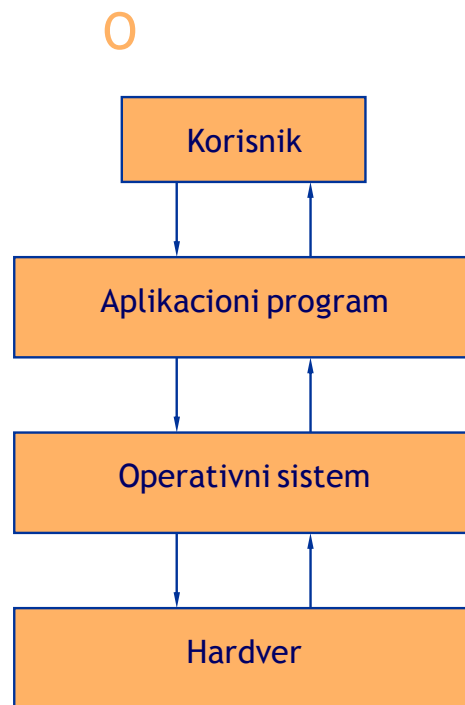 O
Korisnik
Aplikacioni program
Operativni sistem
Hardver